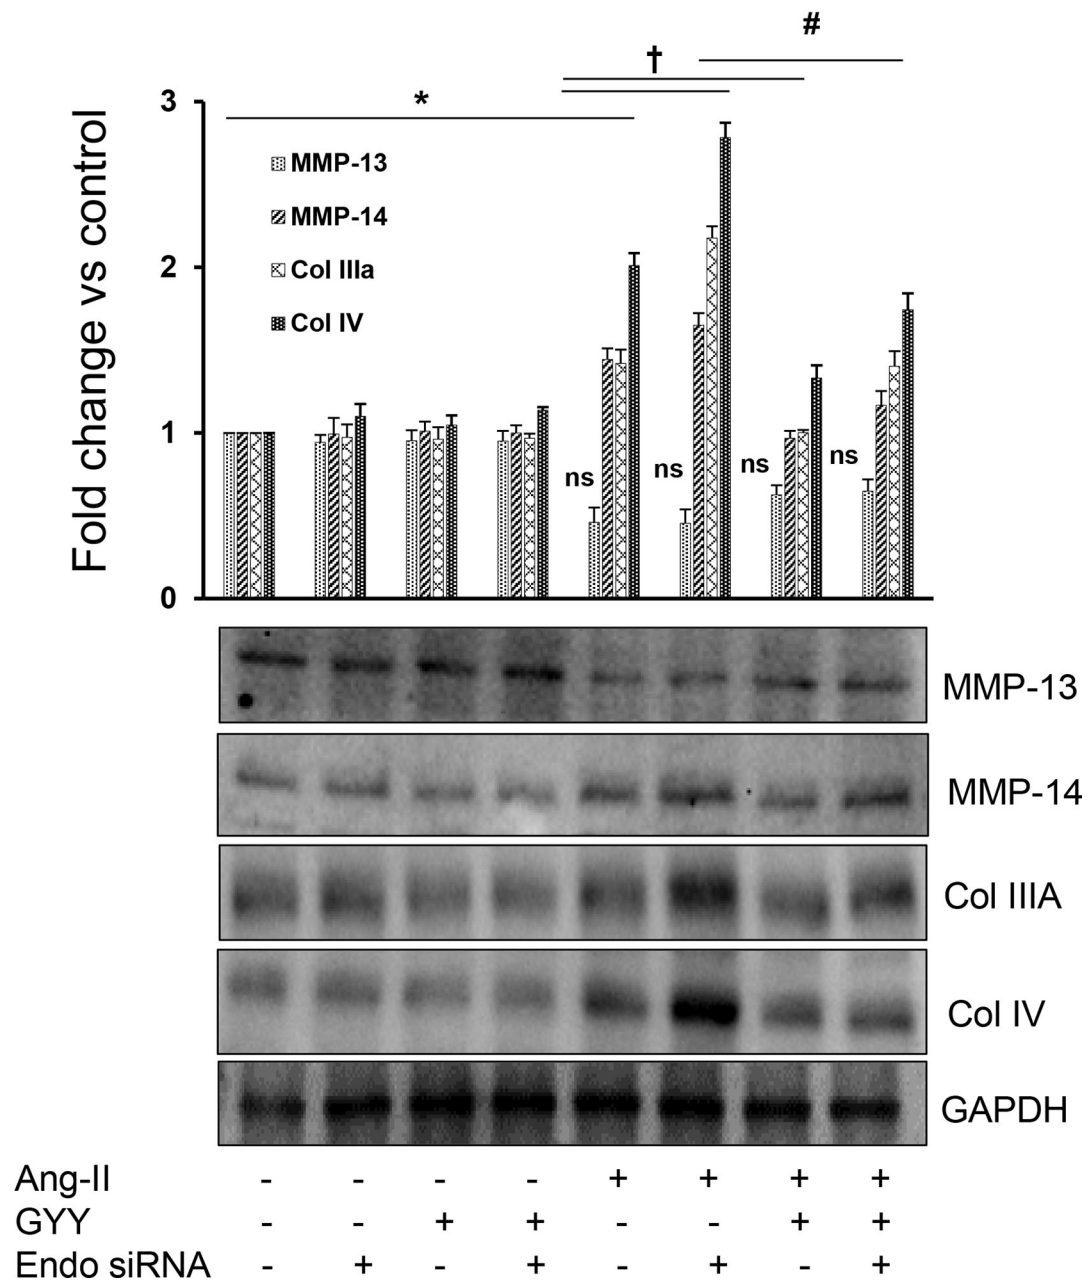 #
†
*
3
2
1
0
Fold change vs control
MMP-13
MMP-14
Col IIIa
Col IV
ns
ns
ns
ns
MMP-13
MMP-14
Col IIIA
Col IV
GAPDH
Ang-II - - - - + + + +
GYY - - + + - - + +
Endo siRNA - + - + - + - +